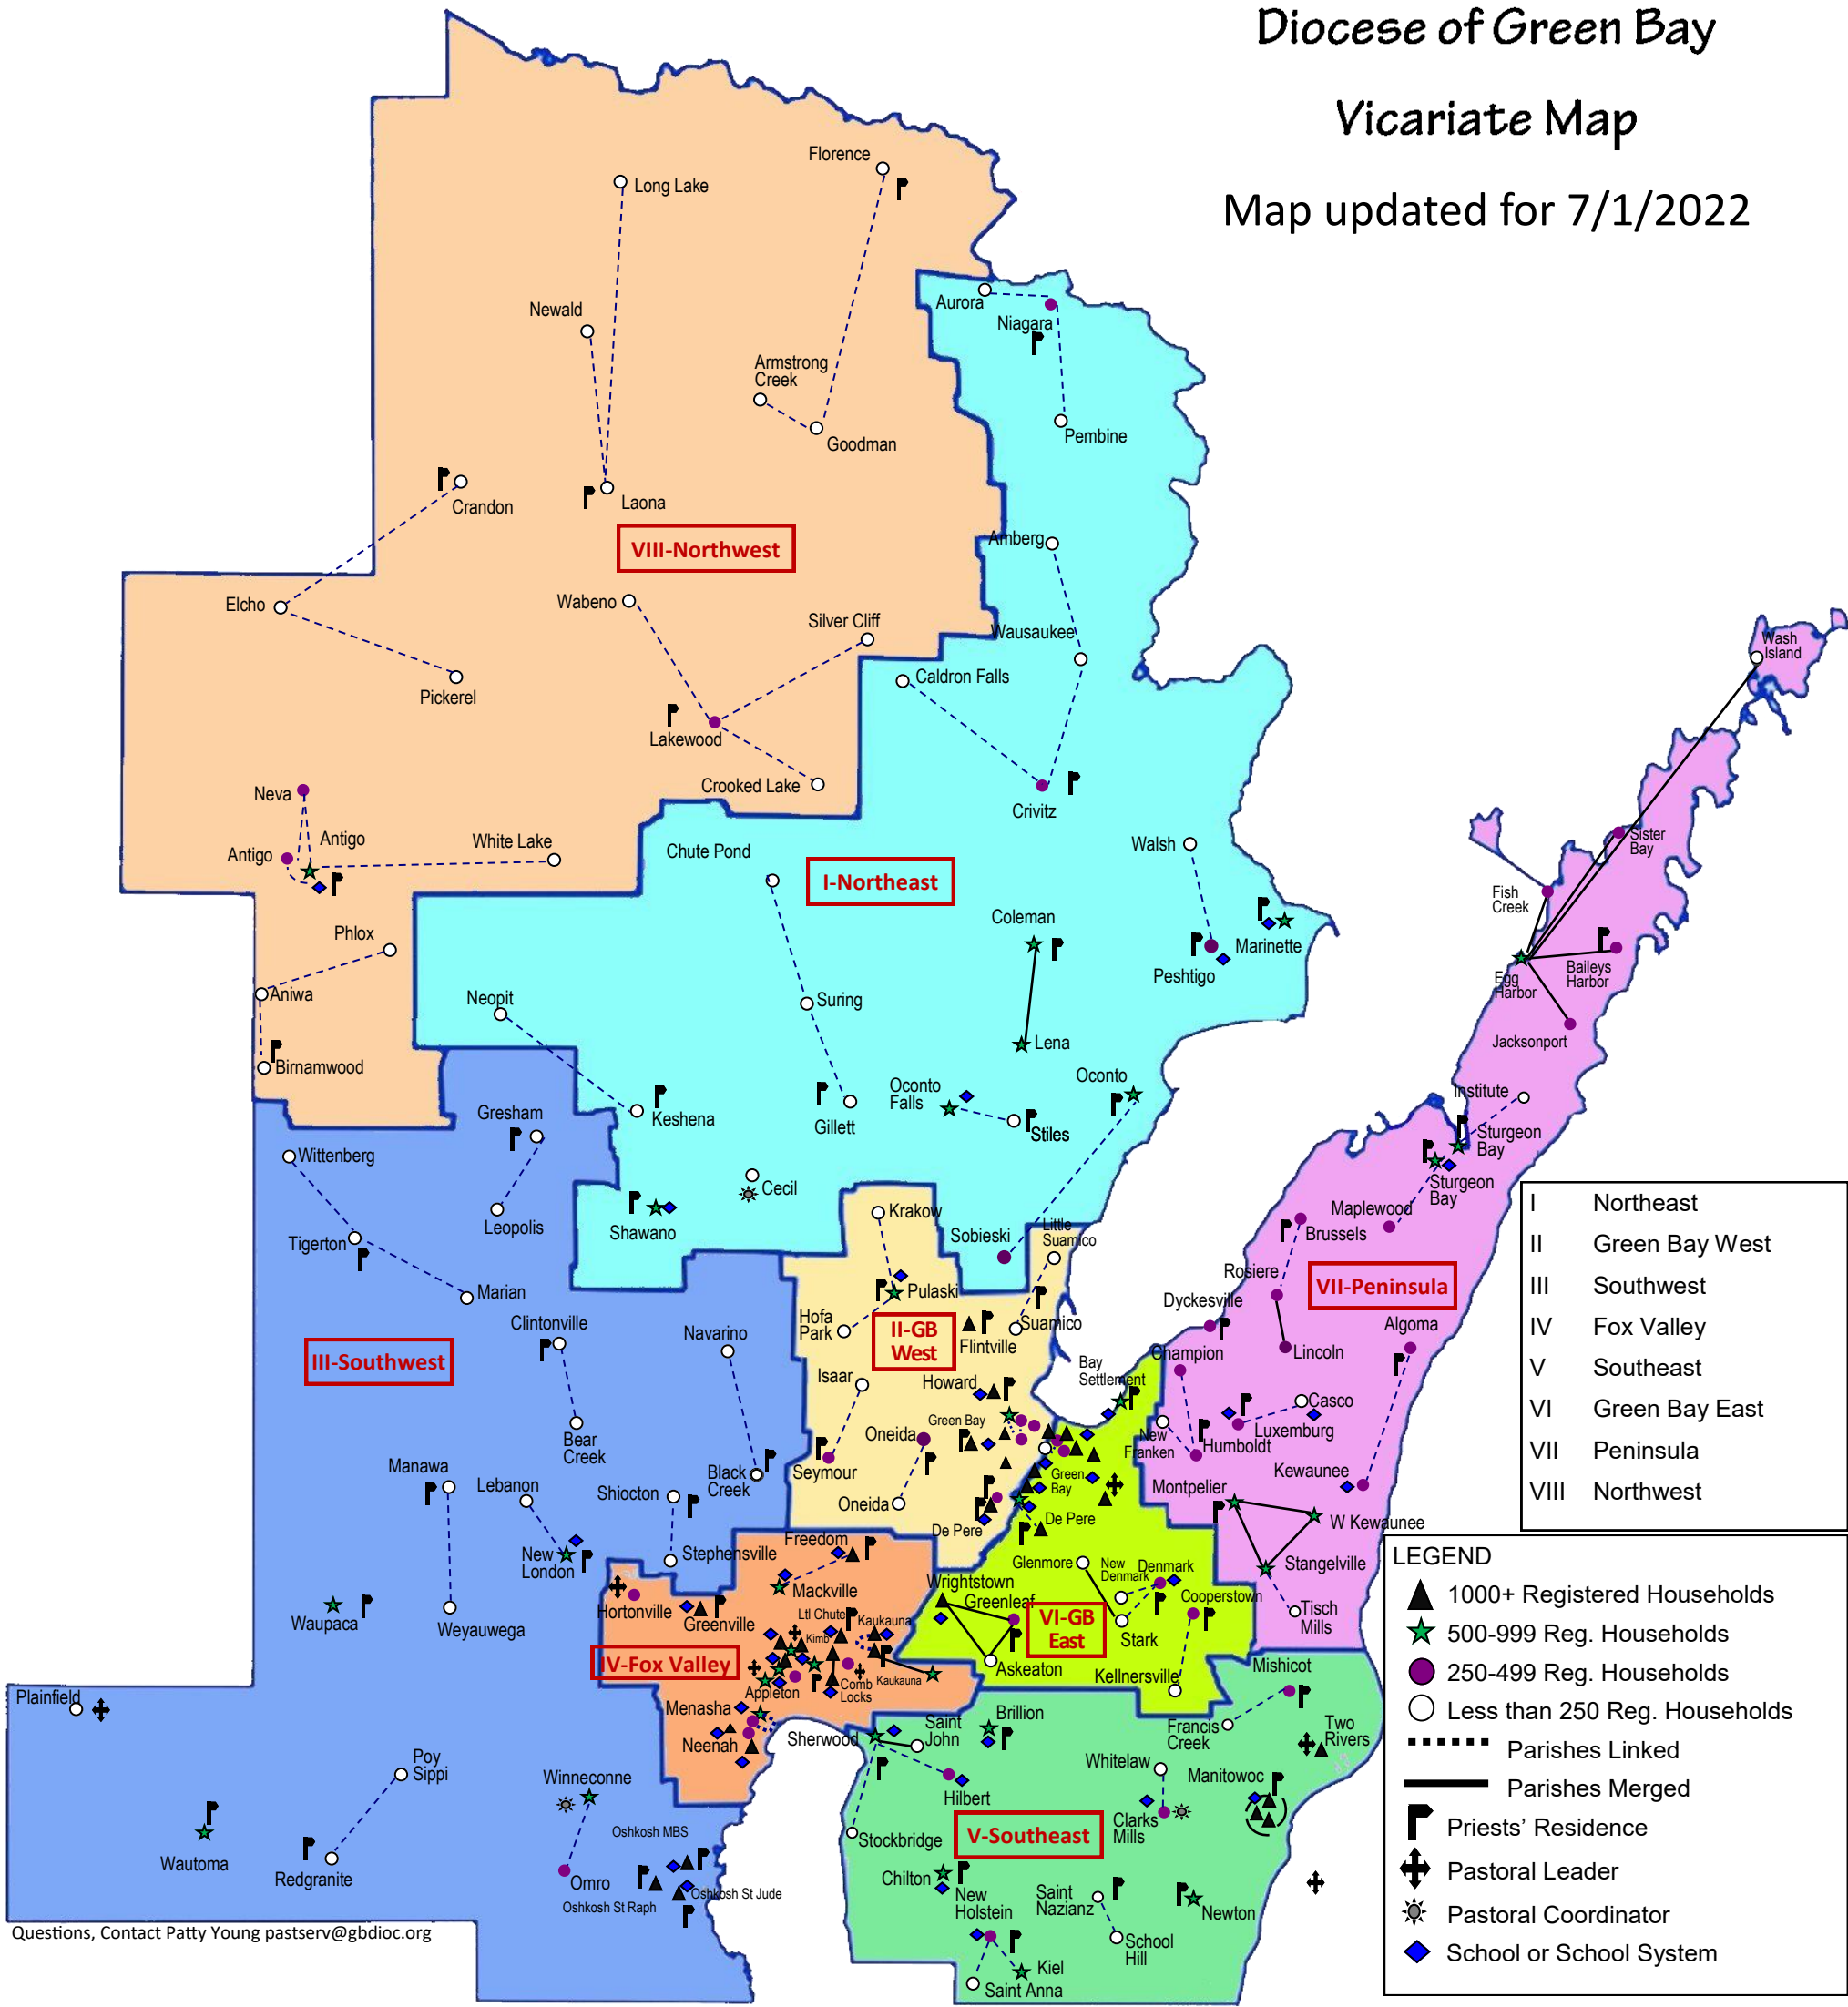 Diocese of Green Bay
Vicariate Map
Map updated for 7/1/2022
Florence
Long Lake
Newald
Armstrong
Creek
Goodman
Crandon
Laona
VIII-Northwest
Elcho
Wabeno
Silver Cliff
Pickerel
Lakewood
Crooked Lake
Neva
Antigo
Antigo
White Lake
Phlox
Aniwa
Birnamwood
Aurora
Niagara
Pembine
Amberg
Wausaukee
Caldron Falls
Crivitz
Chute Pond
I-Northeast
Walsh
Coleman
Marinette
Peshtigo
Neopit
Suring
Lena
Keshena
Gillett
Oconto
Falls
Oconto
Stiles
Cecil
Shawano
Sobieski
Wash
Island
Sister
Bay
Fish
Creek
Egg
Harbor
Baileys
Harbor
Jacksonport
Institute
Sturgeon
Bay
Sturgeon
Bay
Maplewood
Brussels
Rosiere
VII-Peninsula
Dyckesville
Lincoln
Algoma
Champion
Casco
Luxemburg
New
Franken
Humboldt
Kewaunee
Montpelier
W Kewaunee
Stangelville
Tisch
Mills
Krakow
Little
Suamico
Pulaski
Hofa
Park
II-GB
West
Flintville
Suamico
Isaar
Howard
Green Bay
Oneida
Seymour
Oneida
De Pere
Bay
Settlement
Green
Bay
De Pere
Glenmore
New
Denmark
Denmark
Cooperstown
Wrightstown
Greenleaf
VI-GB
East
Stark
Askeaton
Kellnersville
Gresham
Wittenberg
Leopolis
Tigerton
Marian
Clintonville
Navarino
III-Southwest
Bear
Creek
Black
Creek
Manawa
Lebanon
Shiocton
New
London
Stephensville
Waupaca
Weyauwega
Plainfield
Poy
Sippi
Winneconne
Wautoma
Redgranite
Omro
Oshkosh MBS
Oshkosh St Raph
Oshkosh St Jude
Freedom
Mackville
Hortonville
Greenville
Ltl Chute
Kaukauna
Kimb
IV-Fox Valley
Appleton
Comb
Locks
Kaukauna
Menasha
Neenah
Sherwood
Saint
John
Brillion
Mishicot
Francis
Creek
Two
Rivers
Whitelaw
Manitowoc
Hilbert
Clarks
Mills
Stockbridge
V-Southeast
Chilton
New
Holstein
Saint
Nazianz
Newton
School
Hill
Kiel
Saint Anna
I Northeast
II Green Bay West
III Southwest
IV Fox Valley
V Southeast
VI Green Bay East
VII Peninsula
VIII Northwest
LEGEND
1000+ Registered Households
500-999 Reg. Households
250-499 Reg. Households
Less than 250 Reg. Households
Parishes Linked
Parishes Merged
Priests' Residence
Pastoral Leader
Pastoral Coordinator
School or School System
Questions, Contact Patty Young pastserv@gbdioc.org